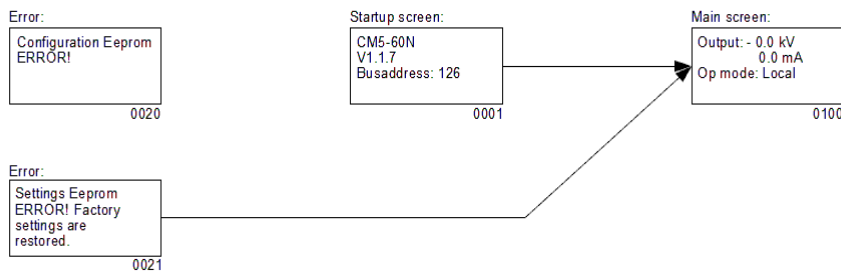 Error:
Configuration Eeprom
ERROR!
0020
Startup screen:
CM5-60N
V1.1.7
Busaddress: 126
0001
Main screen:
Output: - 0.0 kV
0.0 mA
Op mode: Local
0100
Error:
Settings Eeprom
ERROR! Factory
settings are
restored.
0021